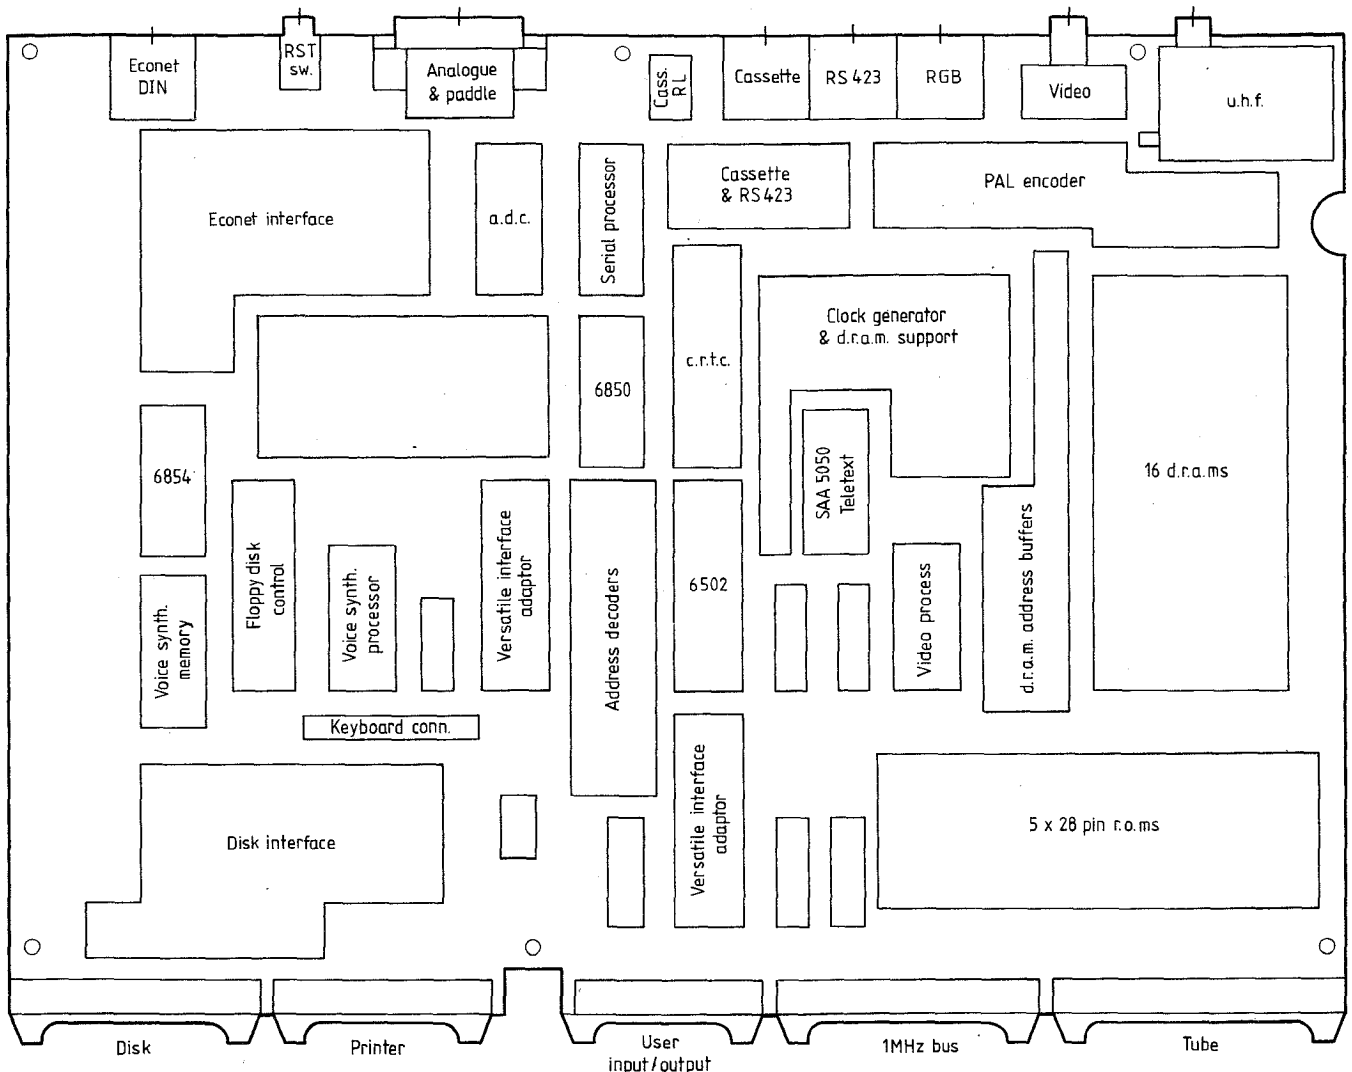 Econet
DIN
RST
sw.
Analogue
& paddle
Cass.
RL
Cassette
RS 423
RGB
Video
u.h.f.
Econet interface
a.d.c.
Serial processor
Cassette
& RS423
PAL encoder
Clock generator
& d.r.a.m. support
c.r.t.c.
6850
6854
SAA 5050
Teletext
16 d.r.a.ms
Floppy disk
control
Voice synth.
processor
Versatile interface
adaptor
Address decoders
6502
Video process
d.r.a.m. address buffers
Voice synth.
memory
Keyboard conn.
Disk interface
Versatile interface
adaptor
5 x 28 pin r.o.ms
Disk
Printer
User
input/output
1MHz bus
Tube